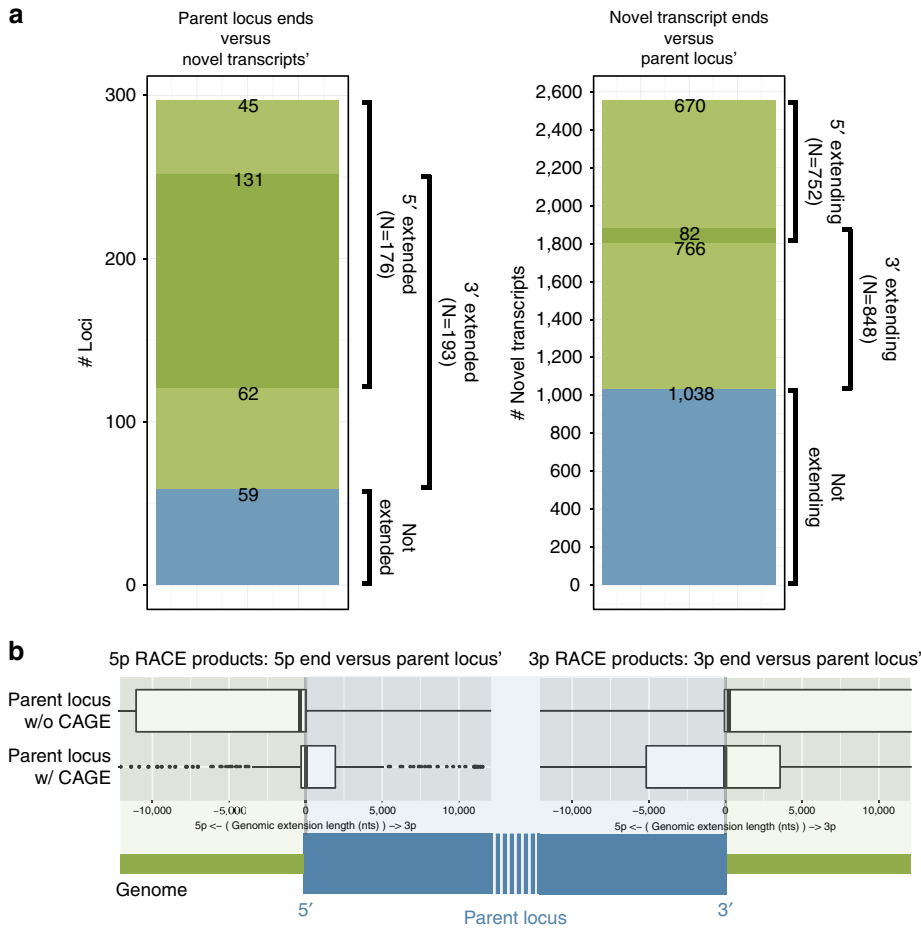 a
Parent locus ends
versus
novel transcripts'
# Loci
300
200
100
0
45
131
62
59
5′ extended
(N=176)
3′ extended
(N=193)
Not
extended
Novel transcript ends
versus
parent locus'
# Novel transcripts
2,600
2,400
2,200
2,000
1,800
1,600
1,400
1,200
1,000
800
600
400
200
0
670
82
766
1,038
5′ extending
(N=752)
3′ extending
(N=848)
Not
extending
b
5p RACE products: 5p end versus parent locus'
3p RACE products: 3p end versus parent locus'
Parent locus
w/o CAGE
Parent locus
w/ CAGE
−10,000 −5,000 0 5,000 10,000
−10,000 −5,000 0 5,000 10,000
5p <- ( Genomic extension length (nts) ) -> 3p
5p <- ( Genomic extension length (nts) ) -> 3p
Genome
5′
Parent locus
3′